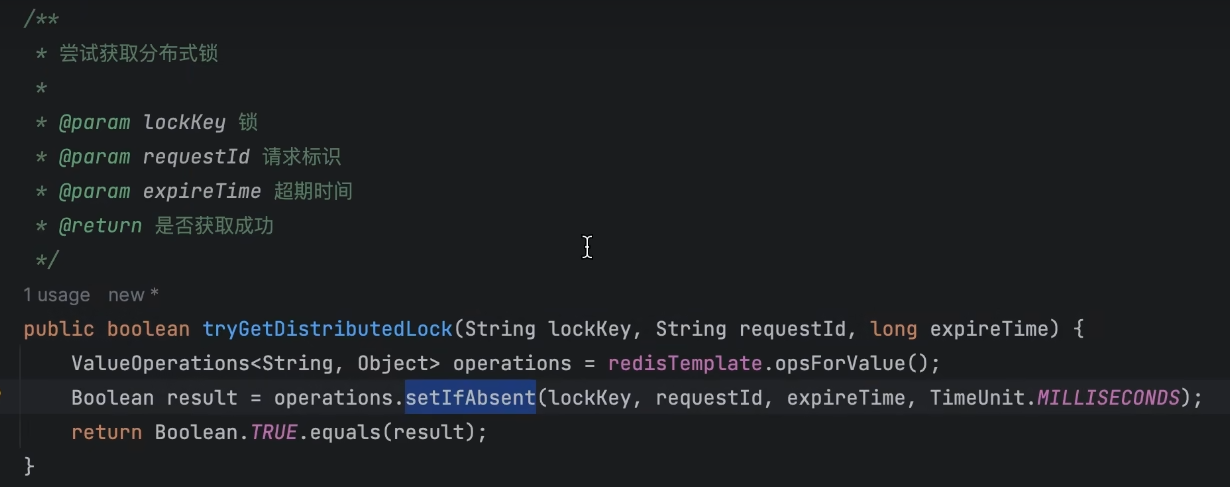 /**
 * 尝试获取分布式锁
 *
 * @param lockKey 锁
 * @param requestId 请求标识
 * @param expireTime 超期时间
 * @return 是否获取成功
 */
1 usage   new *
public boolean tryGetDistributedLock(String lockKey, String requestId, long expireTime) {
    ValueOperations<String, Object> operations = redisTemplate.opsForValue();
    Boolean result = operations.setIfAbsent(lockKey, requestId, expireTime, TimeUnit.MILLISECONDS);
    return Boolean.TRUE.equals(result);
}